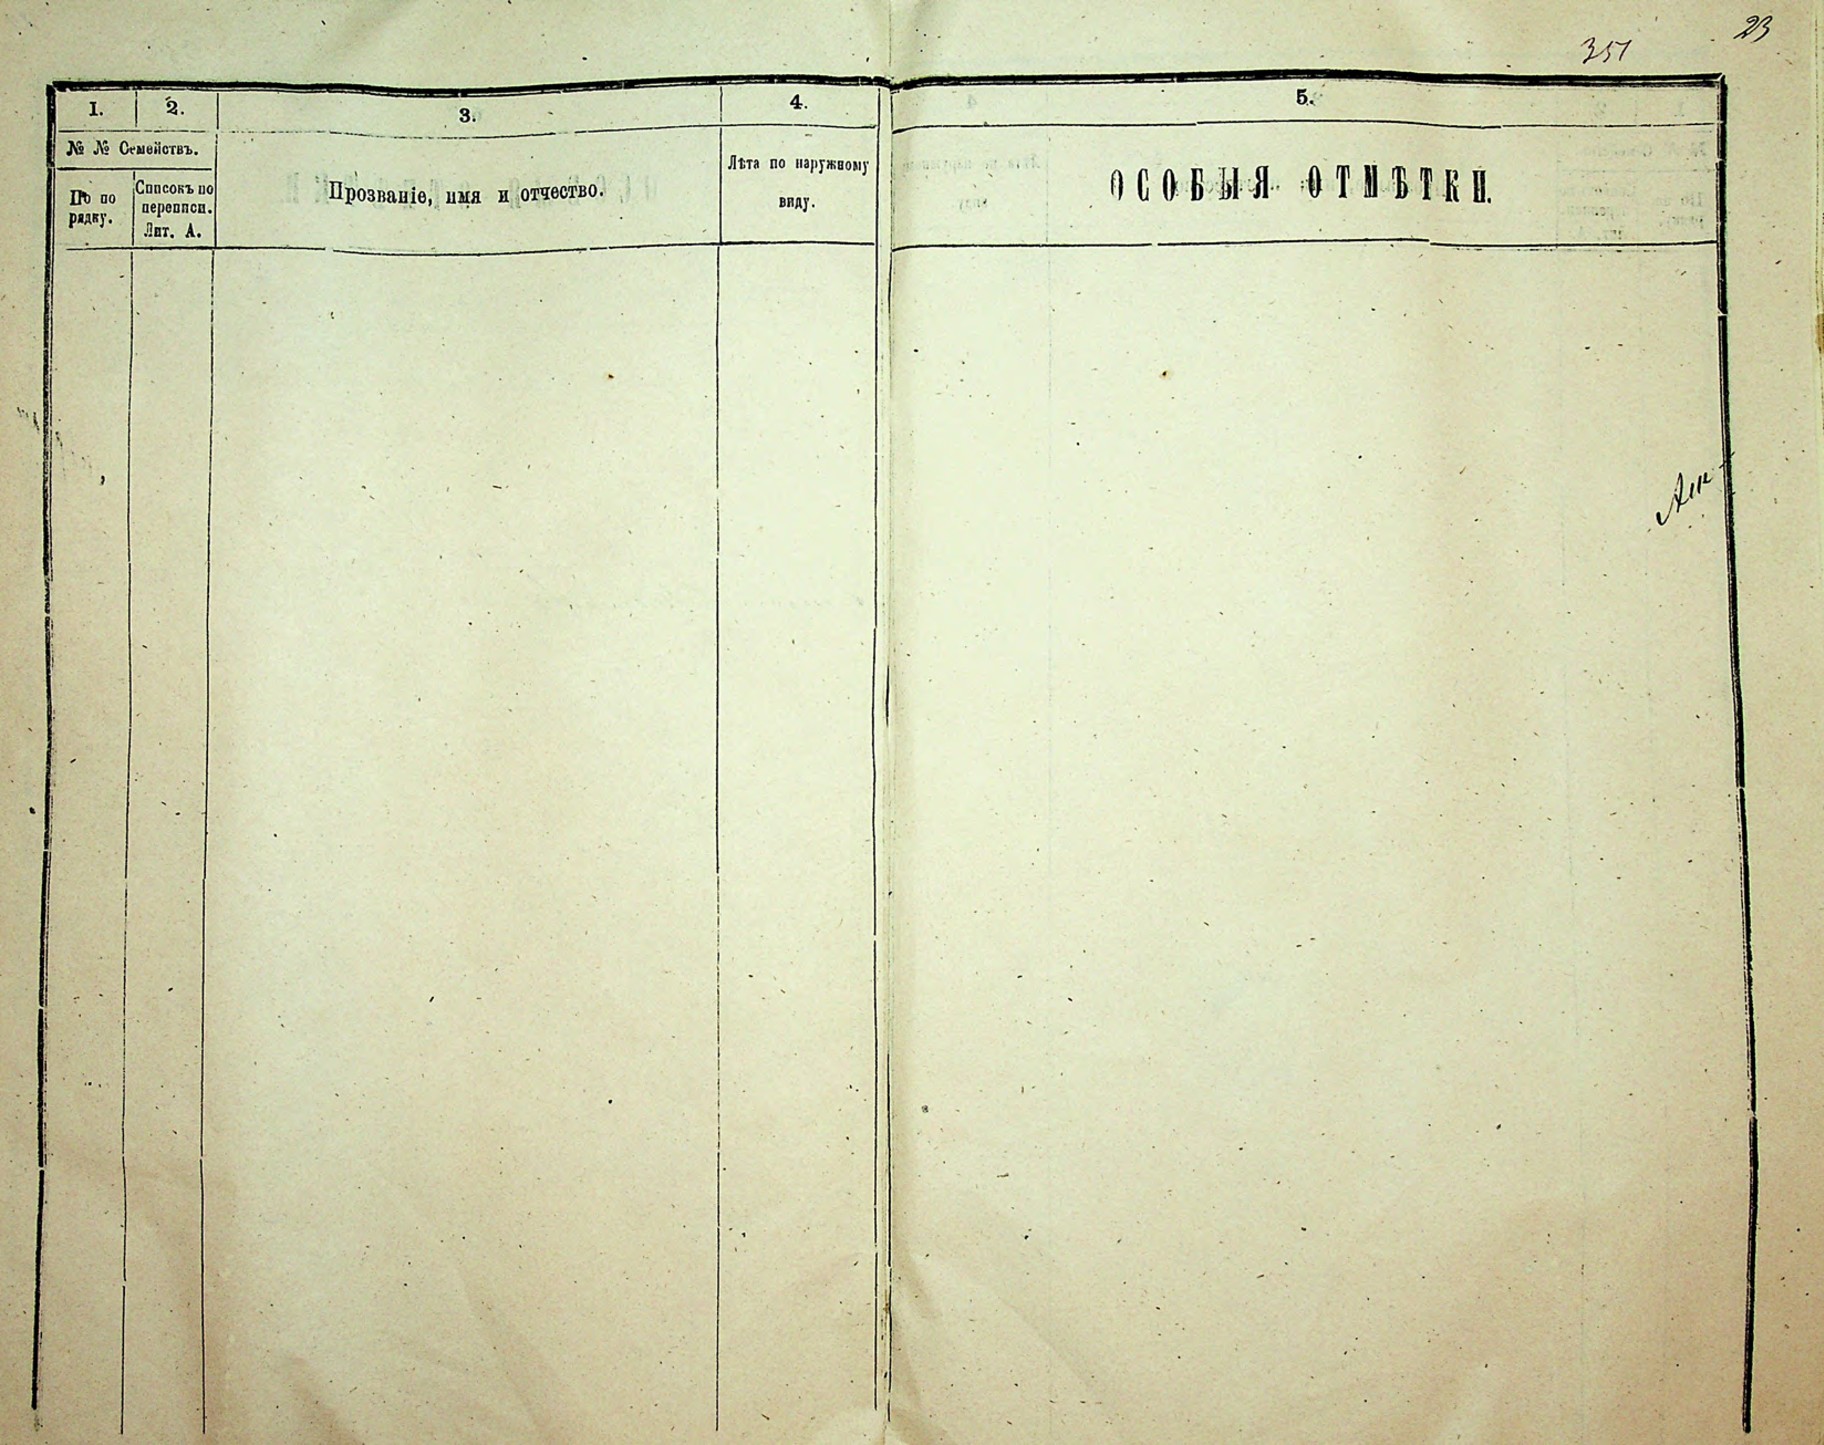 23
351
1.
2.
3.
4.
5.
№ № Семействъ.
По по
рядку.
Списокъ по
переписи.
Лит. А.
Прозваніе, имя и отчество.
Лѣта по наружному
виду.
ОСОБЫЯ ОТМѢТКИ.